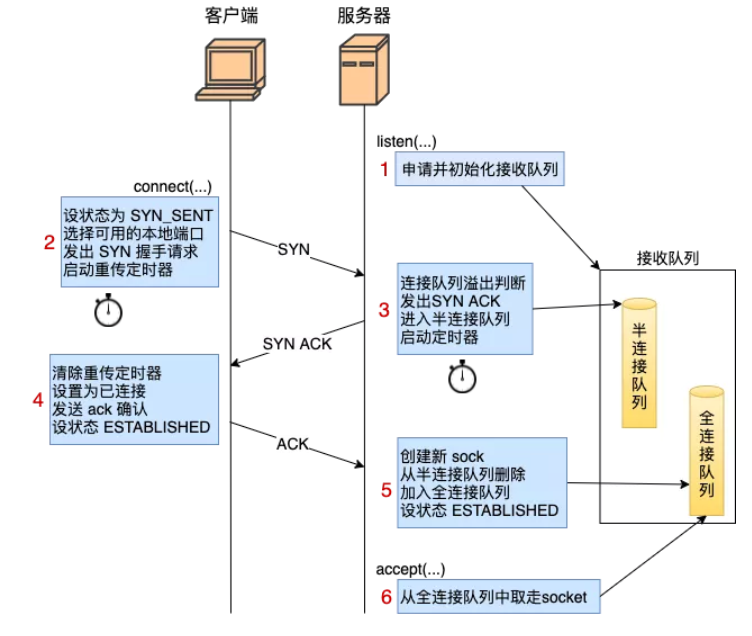 客户端
服务器
listen(...)
1
申请并初始化接收队列
connect(...)
2
设状态为 SYN_SENT
选择可用的本地端口
发出 SYN 握手请求
启动重传定时器
SYN
接收队列
3
连接队列溢出判断
发出SYN ACK
进入半连接队列
启动定时器
半连接队列
SYN ACK
4
清除重传定时器
设置为已连接
发送 ack 确认
设状态 ESTABLISHED
全连接队列
ACK
5
创建新 sock
从半连接队列删除
加入全连接队列
设状态 ESTABLISHED
accept(...)
6
从全连接队列中取走socket